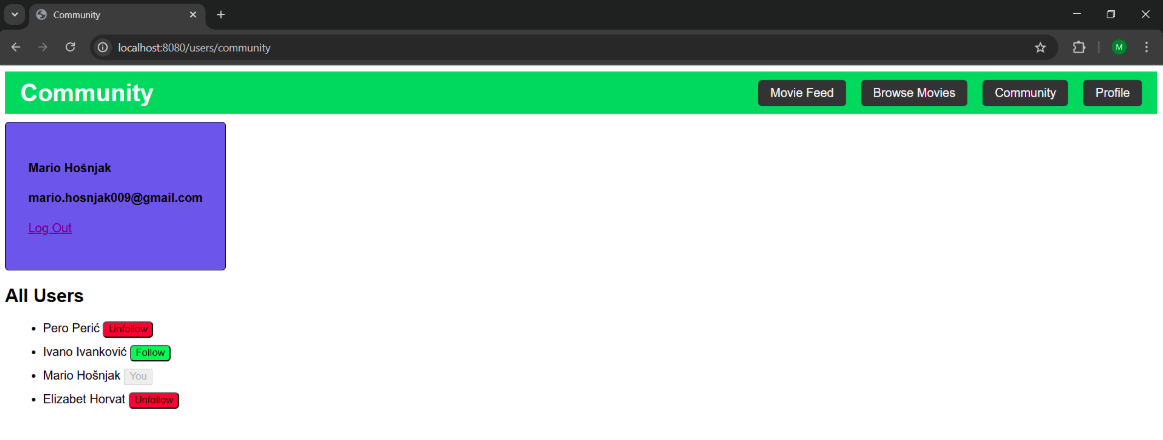 Community
localhost:8080/users/community
M
Community
Movie Feed
Browse Movies
Community
Profile
Mario Hošnjak
mario.hosnjak009@gmail.com
Log Out
All Users
Pero Perić Unfollow
Ivano Ivanković Follow
Mario Hošnjak You
Elizabet Horvat Unfollow